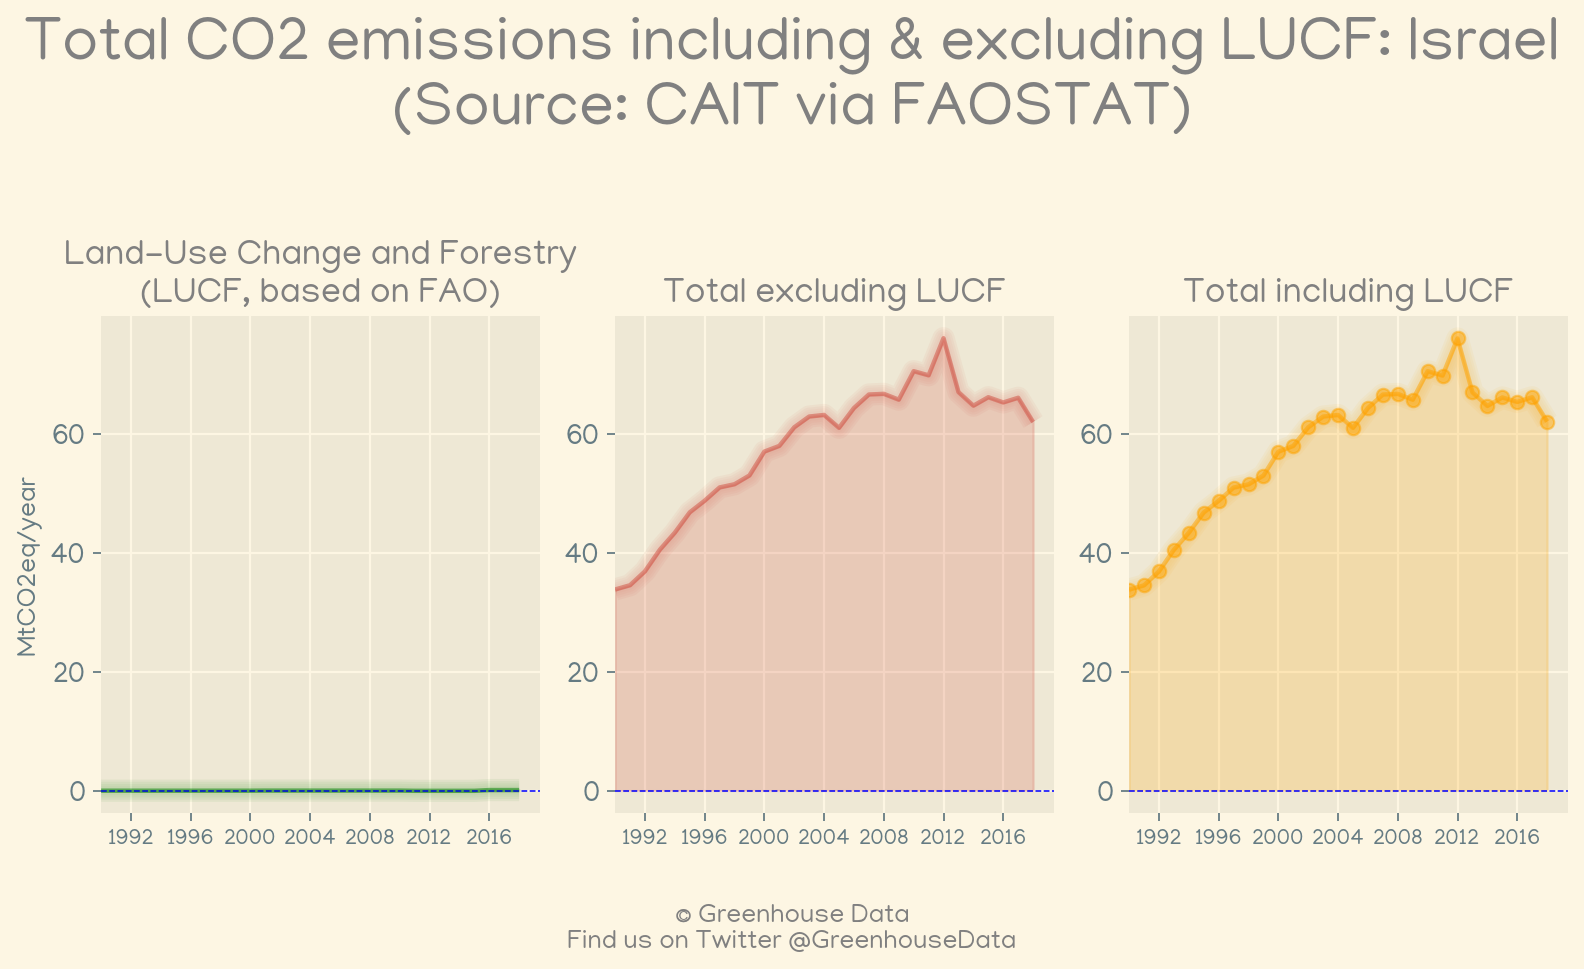 Total CO2 emissions including & excluding LUCF: Israel
(Source: CAIT via FAOSTAT)
Land-Use Change and Forestry
(LUCF, based on FAO)
Total excluding LUCF
Total including LUCF
MtCO2eq/year
60
40
20
0
1992 1996 2000 2004 2008 2012 2016
60
40
20
0
1992 1996 2000 2004 2008 2012 2016
60
40
20
0
1992 1996 2000 2004 2008 2012 2016
© Greenhouse Data
Find us on Twitter @GreenhouseData